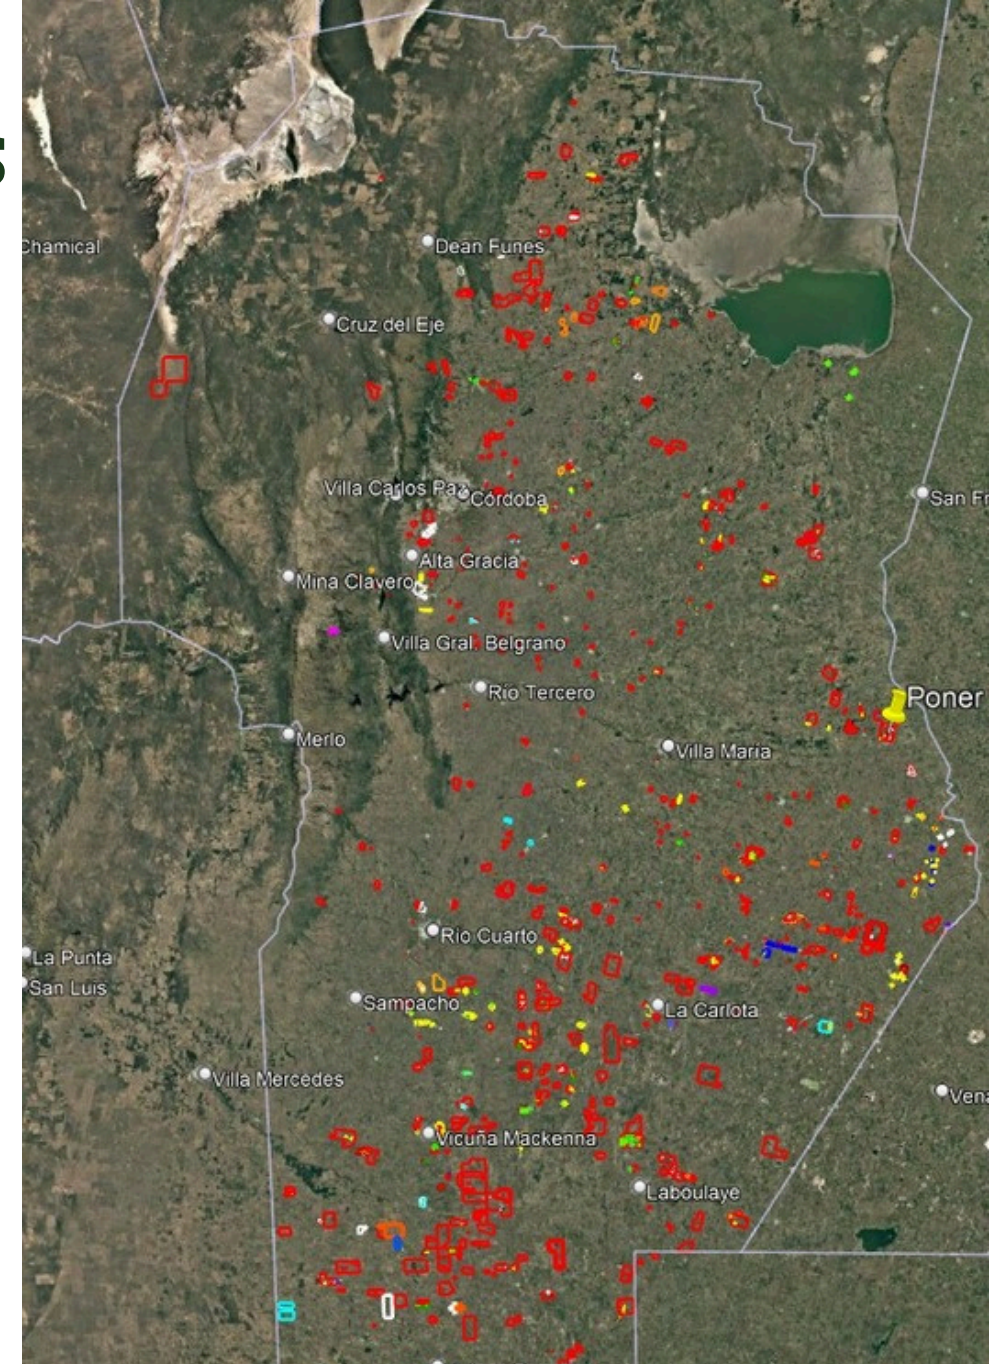 s
Chamical
Dean Funes
Cruz del Eje
Villa Carlos Paz
Córdoba
San Fr
Alta Gracia
Mina Clavero
Villa Gral. Belgrano
Río Tercero
Poner
Merlo
Villa María
Río Cuarto
La Punta
San Luis
Sampacho
La Carlota
Villa Mercedes
Vena
Vicuña Mackenna
Laboulaye